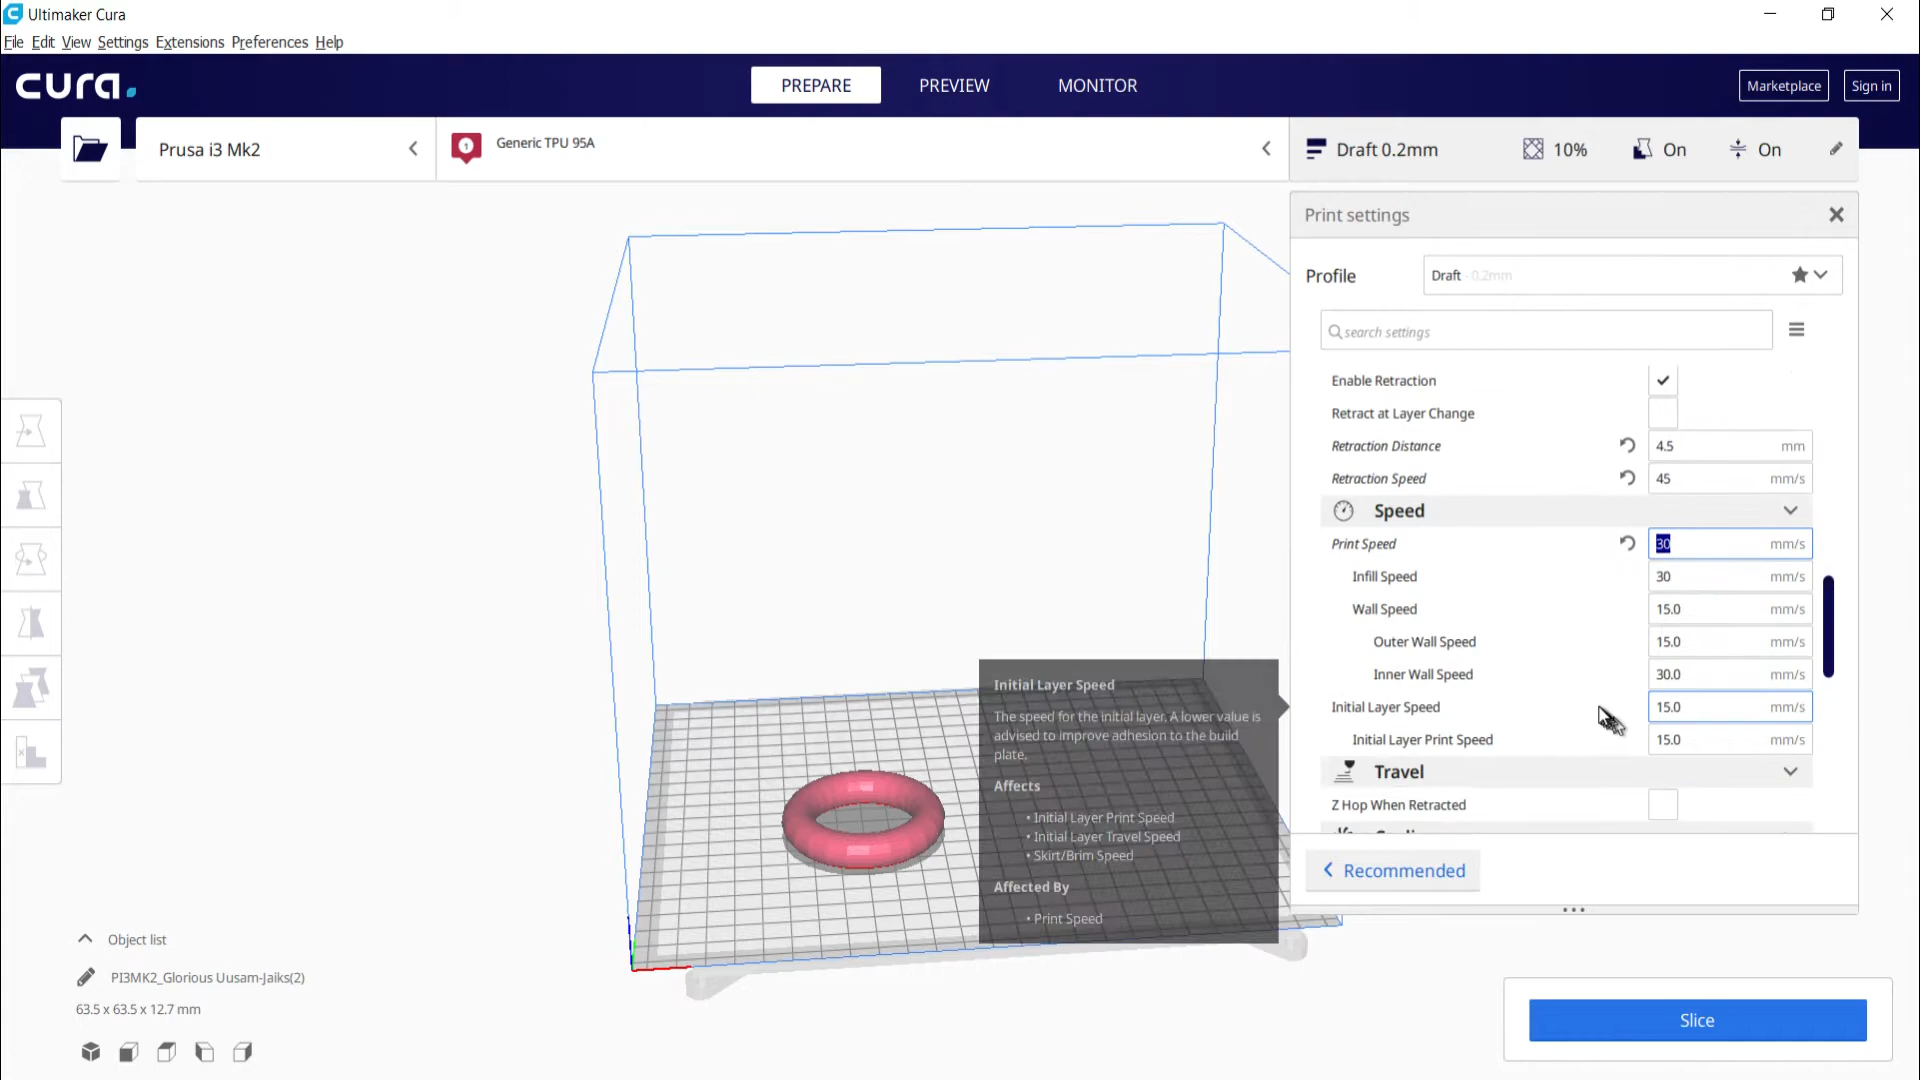 Ultimaker Cura
File Edit View Settings Extensions Preferences Help
cura.
PREPARE
PREVIEW
MONITOR
Marketplace
Sign in
Prusa i3 Mk2
1
Generic TPU 95A
Draft 0.2mm
10%
On
On
Print settings
Profile
Draft - 0.2mm
search settings
Enable Retraction
Retract at Layer Change
Retraction Distance 4.5 mm
Retraction Speed 45 mm/s
Speed
Print Speed 30 mm/s
Infill Speed 30 mm/s
Wall Speed 15.0 mm/s
Outer Wall Speed 15.0 mm/s
Inner Wall Speed 30.0 mm/s
Initial Layer Speed 15.0 mm/s
Initial Layer Print Speed 15.0 mm/s
Travel
Z Hop When Retracted
Recommended
Initial Layer Speed
The speed for the initial layer. A lower value is
advised to improve adhesion to the build
plate.
Affects
• Initial Layer Print Speed
• Initial Layer Travel Speed
• Skirt/Brim Speed
Affected By
• Print Speed
Object list
PI3MK2_Glorious Uusam-Jaiks(2)
63.5 x 63.5 x 12.7 mm
Slice